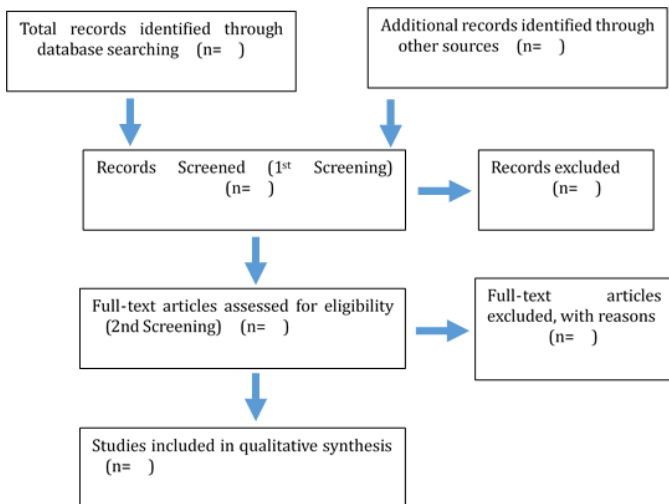 Total records identified through
database searching (n= )
Additional records identified through
other sources (n= )
Records Screened (1st Screening)
(n= )
Records excluded
(n= )
Full-text articles assessed for eligibility
(2nd Screening) (n= )
Full-text articles
excluded, with reasons
(n= )
Studies included in qualitative synthesis
(n= )